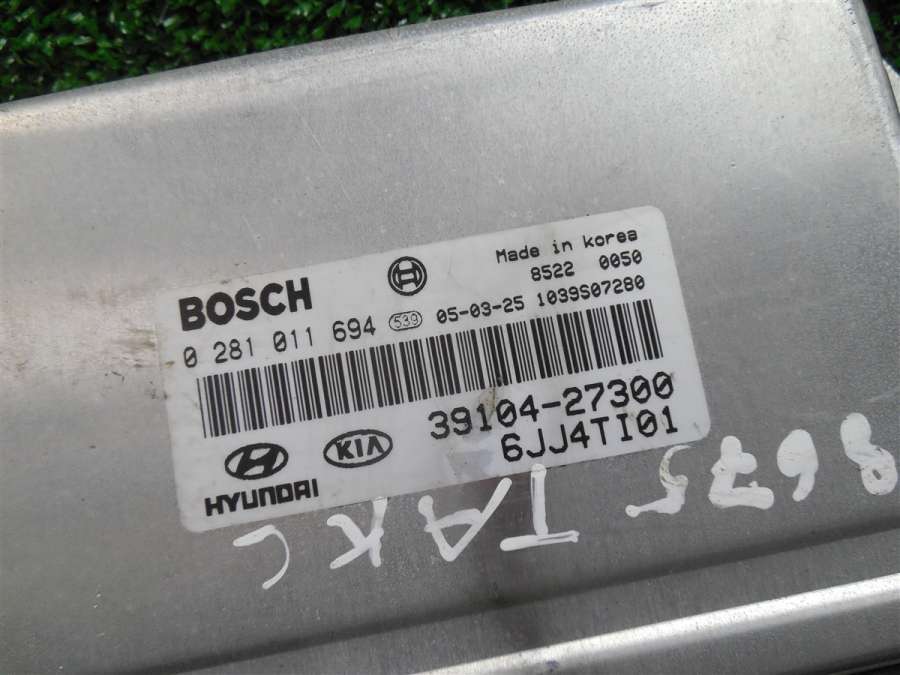 BOSCH
Made in Korea
8522 0050
0 281 011 694 539 05-03-25 1039S07280
39104-27300
6JJ4TI01
HYUNDAI
KIA
8675 TAKC